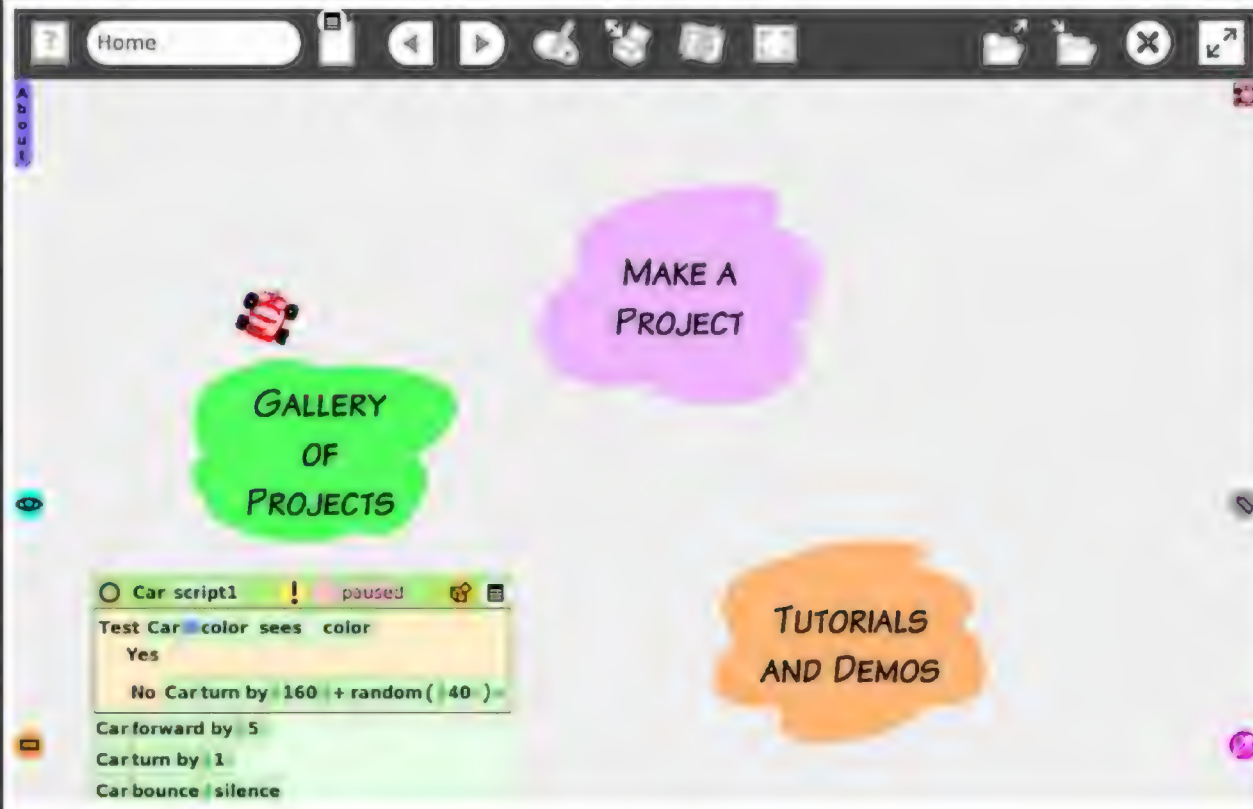 ?
Home
About
MAKE A
PROJECT
GALLERY
OF
PROJECTS
TUTORIALS
AND DEMOS
Car script1 ! paused
Test Car color sees color
Yes
No Car turn by 160 + random ( 40 )
Car forward by 5
Car turn by 1
Car bounce silence